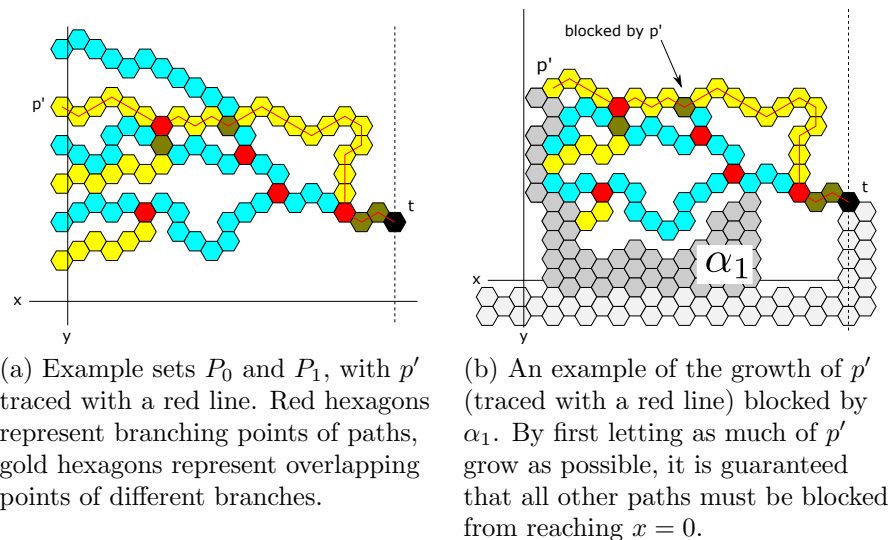 blocked by p'
p'
p'
t
t
α₁
x
x
y
y
(a) Example sets P₀ and P₁, with p′
traced with a red line. Red hexagons
represent branching points of paths,
gold hexagons represent overlapping
points of different branches.
(b) An example of the growth of p′
(traced with a red line) blocked by
α₁. By first letting as much of p′
grow as possible, it is guaranteed
that all other paths must be blocked
from reaching x = 0.